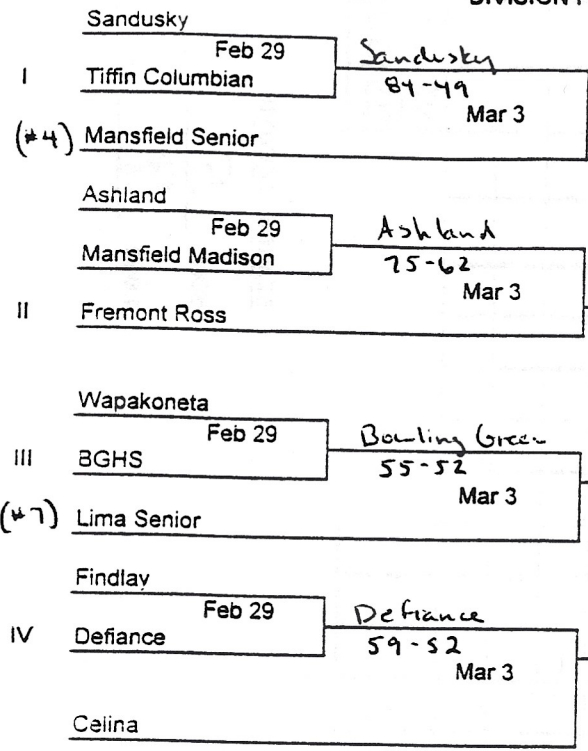 DIVISION I
Sandusky
Feb 29
Sandusky
I
Tiffin Columbian
84-49
Mar 3
(#4) Mansfield Senior
Ashland
Feb 29
Ashland
Mansfield Madison
75-62
Mar 3
II
Fremont Ross
Wapakoneta
Feb 29
Bowling Green
III
BGHS
55-52
Mar 3
(#7) Lima Senior
Findlay
Feb 29
Defiance
IV
Defiance
59-52
Mar 3
Celina